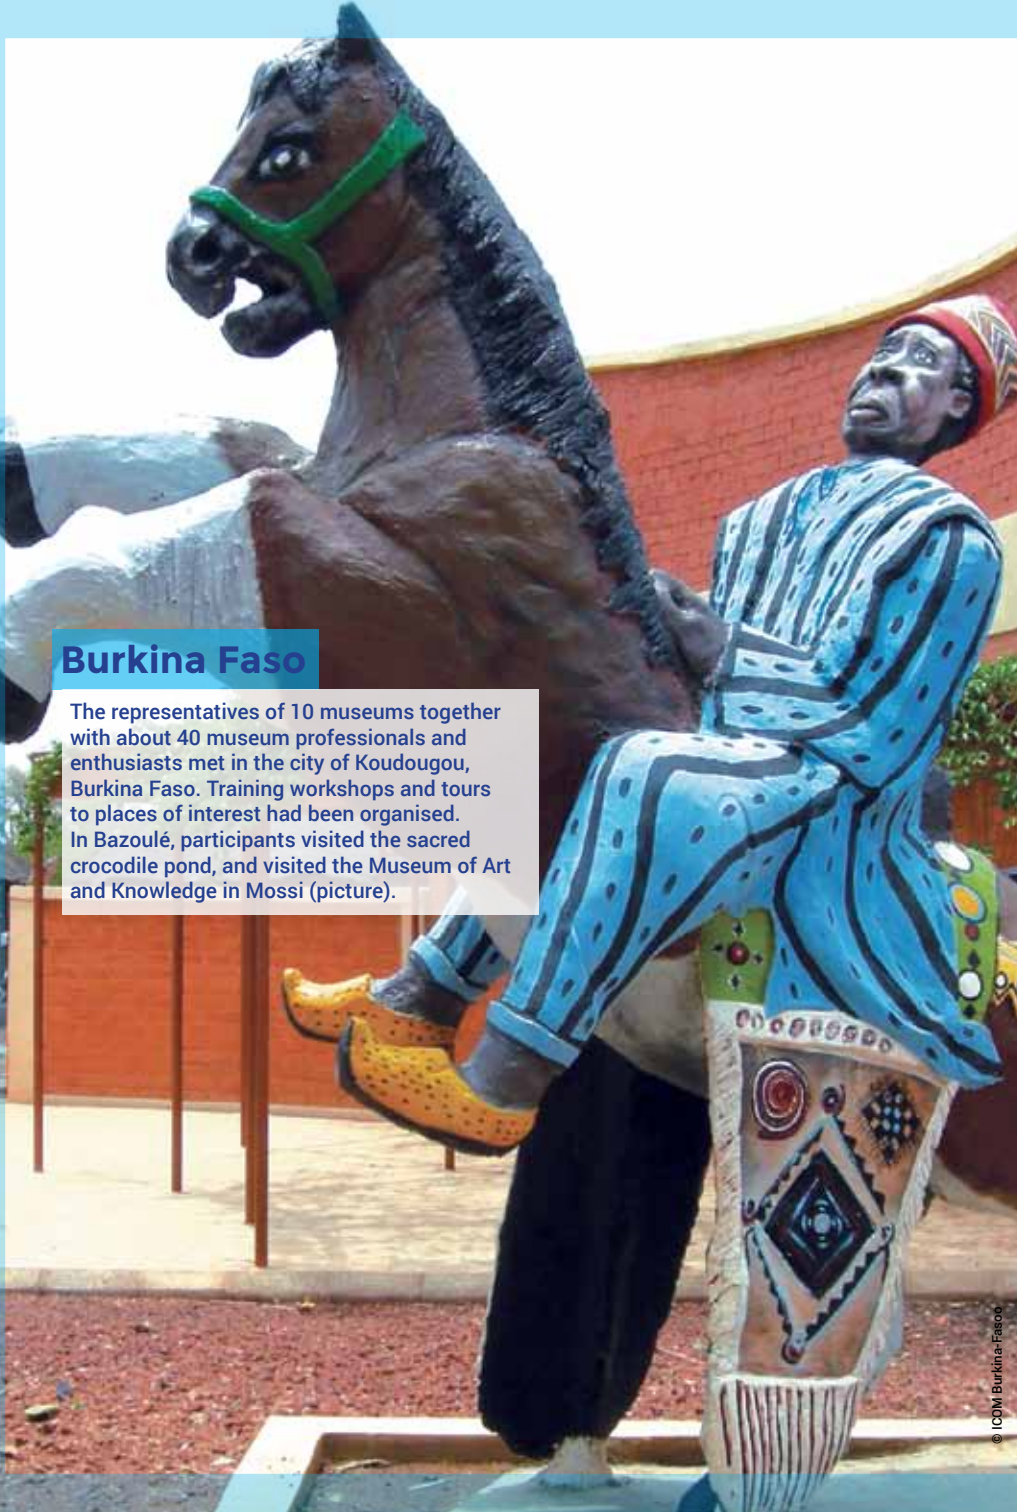 Burkina Faso
The representatives of 10 museums together
with about 40 museum professionals and
enthusiasts met in the city of Koudougou,
Burkina Faso. Training workshops and tours
to places of interest had been organised.
In Bazoulé, participants visited the sacred
crocodile pond, and visited the Museum of Art
and Knowledge in Mossi (picture).
© ICOM Burkina-Fasoo